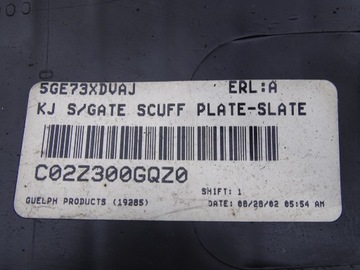 5GE73XDVAJ ERL:A
KJ S/GATE SCUFF PLATE-SLATE
C02Z300GQZ0
SHIFT: 1
GUELPH PRODUCTS (19285) DATE: 08/28/02 05:54 AM